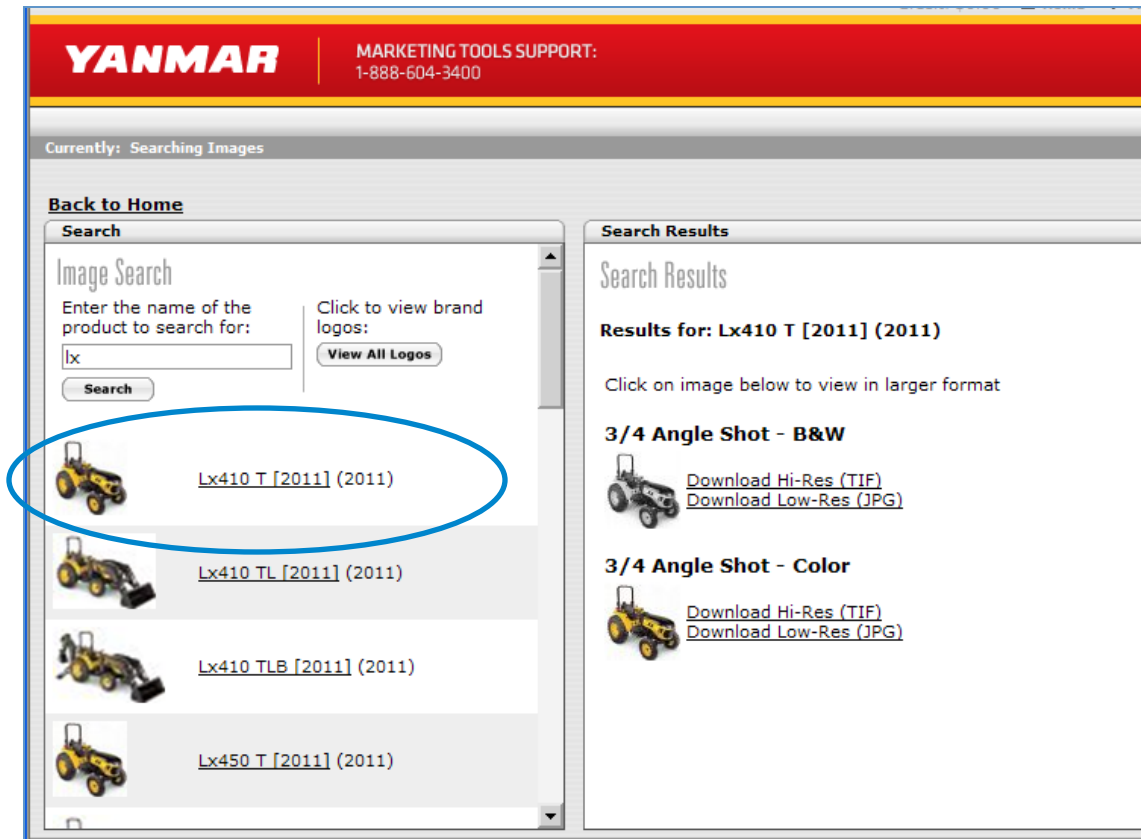 YANMAR
MARKETING TOOLS SUPPORT:
1-888-604-3400
Currently: Searching Images
Back to Home
Search
Image Search
Enter the name of the
product to search for:
lx
Search
Click to view brand
logos:
View All Logos
Lx410 T [2011] (2011)
Lx410 TL [2011] (2011)
Lx410 TLB [2011] (2011)
Lx450 T [2011] (2011)
Search Results
Search Results
Results for: Lx410 T [2011] (2011)
Click on image below to view in larger format
3/4 Angle Shot - B&W
Download Hi-Res (TIF)
Download Low-Res (JPG)
3/4 Angle Shot - Color
Download Hi-Res (TIF)
Download Low-Res (JPG)